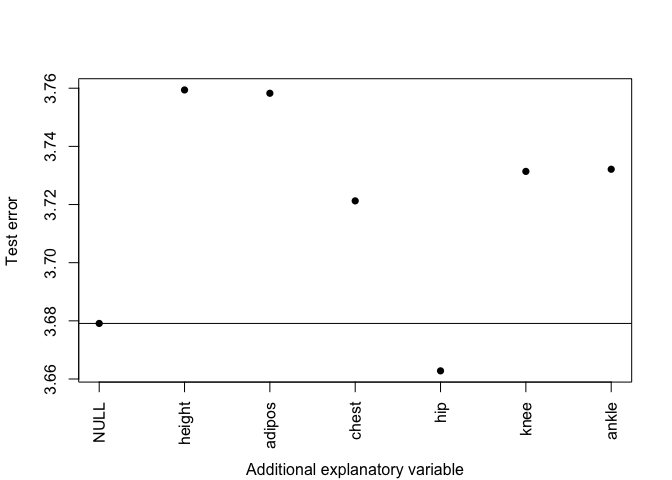 Test error
3.76
3.74
3.72
3.70
3.68
3.66
NULL
height
adipos
chest
hip
knee
ankle
Additional explanatory variable